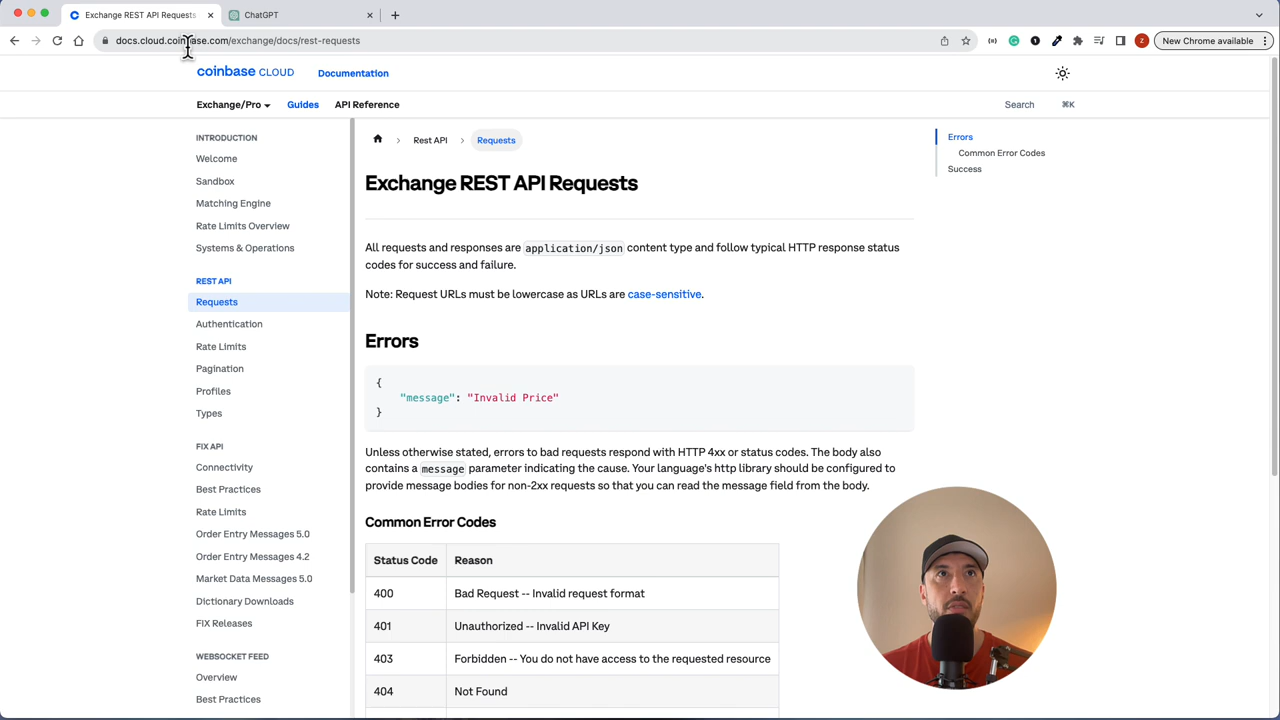 Exchange REST API Requests
ChatGPT
docs.cloud.coinbase.com/exchange/docs/rest-requests
New Chrome available
coinbase CLOUD
Documentation
Exchange/Pro
Guides
API Reference
Search
⌘K
INTRODUCTION
Welcome
Sandbox
Matching Engine
Rate Limits Overview
Systems & Operations
REST API
Requests
Authentication
Rate Limits
Pagination
Profiles
Types
FIX API
Connectivity
Best Practices
Rate Limits
Order Entry Messages 5.0
Order Entry Messages 4.2
Market Data Messages 5.0
Dictionary Downloads
FIX Releases
WEBSOCKET FEED
Overview
Best Practices
Rest API
Requests
Exchange REST API Requests
All requests and responses are application/json content type and follow typical HTTP response status
codes for success and failure.
Note: Request URLs must be lowercase as URLs are case-sensitive.
Errors
{
"message": "Invalid Price"
}
Unless otherwise stated, errors to bad requests respond with HTTP 4xx or status codes. The body also
contains a message parameter indicating the cause. Your language's http library should be configured to
provide message bodies for non-2xx requests so that you can read the message field from the body.
Common Error Codes
Status Code Reason
400 Bad Request -- Invalid request format
401 Unauthorized -- Invalid API Key
403 Forbidden -- You do not have access to the requested resource
404 Not Found
Errors
Common Error Codes
Success